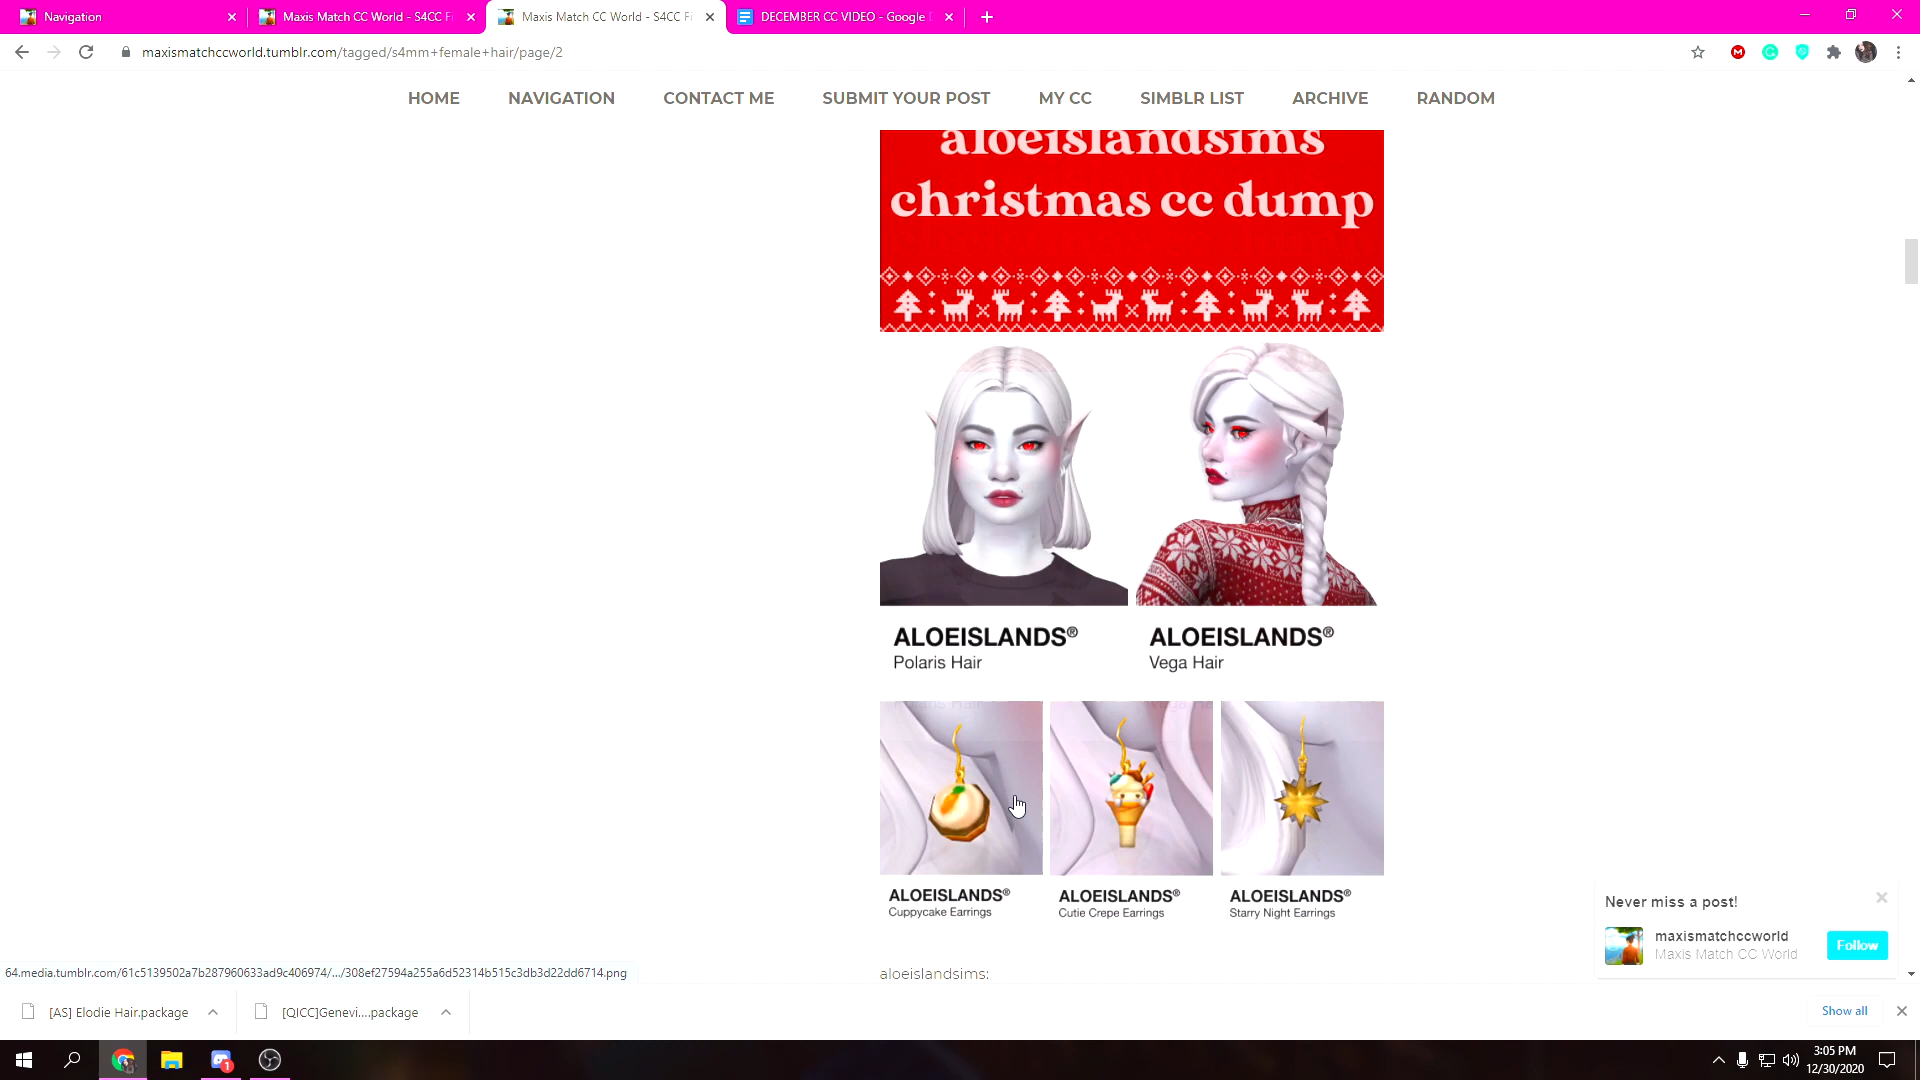 Navigation
Maxis Match CC World - S4CC Fi
Maxis Match CC World - S4CC Fi
DECEMBER CC VIDEO - Google
maxismatchccworld.tumblr.com/tagged/s4mm+female+hair/page/2
HOME
NAVIGATION
CONTACT ME
SUBMIT YOUR POST
MY CC
SIMBLR LIST
ARCHIVE
RANDOM
aloeislandsims
christmas cc dump
ALOEISLANDS®
Polaris Hair
ALOEISLANDS®
Vega Hair
ALOEISLANDS®
Cuppycake Earrings
ALOEISLANDS®
Cutie Crepe Earrings
ALOEISLANDS®
Starry Night Earrings
Never miss a post!
maxismatchccworld
Maxis Match CC World
Follow
64.media.tumblr.com/61c5139502a7b287960633ad9c406974/.../308ef27594a255a6d52314b515c3db3d22dd6714.png
aloeislandsims:
[AS] Elodie Hair.package
[QICC]Genevi....package
Show all
1
3:05 PM
12/30/2020